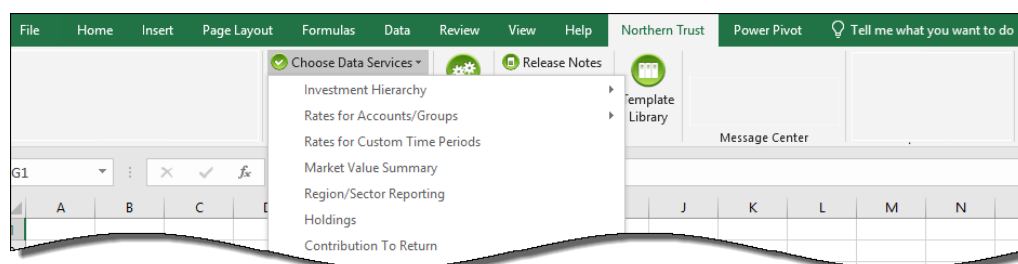 File Home Insert Page Layout Formulas Data Review View Help Northern Trust Power Pivot Tell me what you want to do
Choose Data Services Release Notes
Investment Hierarchy
Rates for Accounts/Groups
Rates for Custom Time Periods
Market Value Summary
Region/Sector Reporting
Holdings
Contribution To Return
Template
Library
Message Center
G1 fx
A B C J K L M N